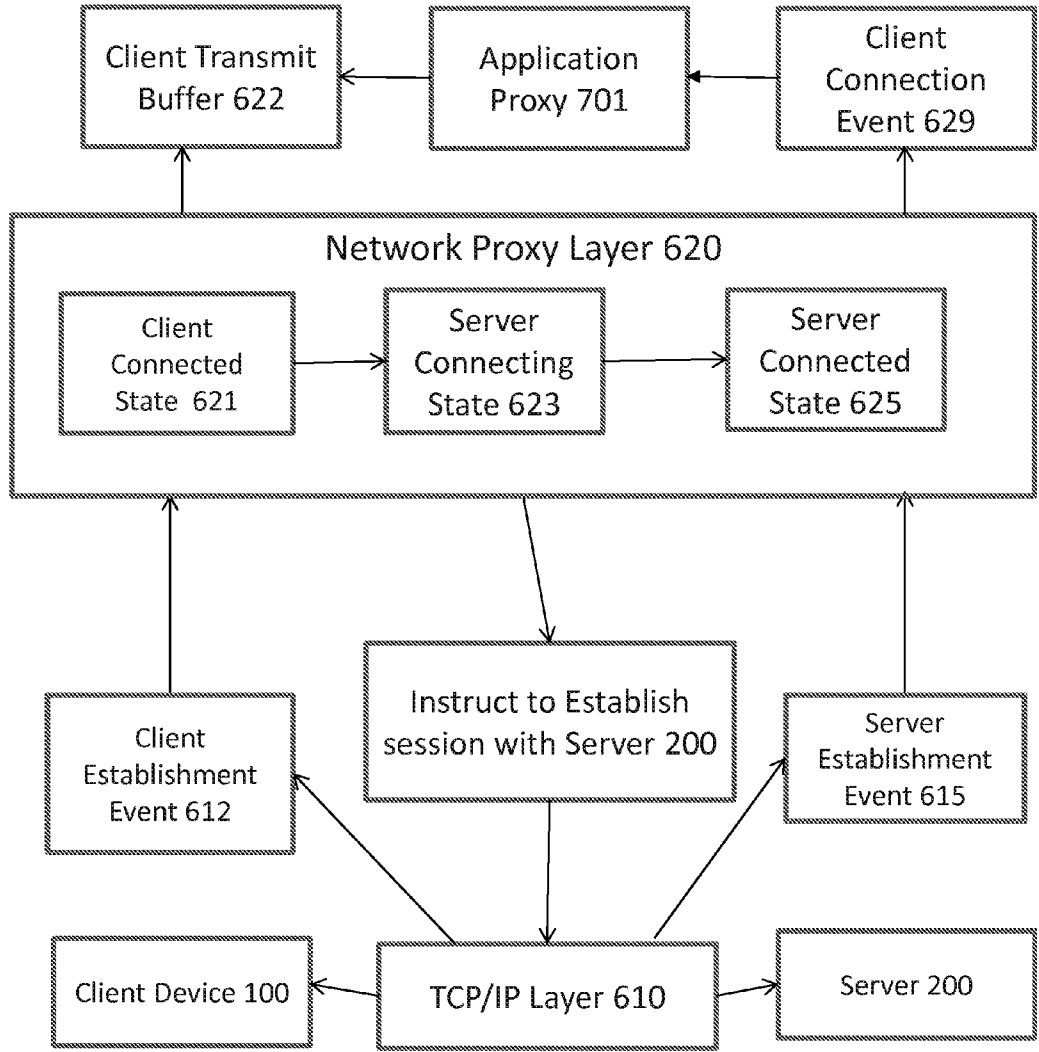 Client Transmit
Buffer 622
Application
Proxy 701
Client
Connection
Event 629
Network Proxy Layer 620
Client
Connected
State 621
Server
Connecting
State 623
Server
Connected
State 625
Client
Establishment
Event 612
Instruct to Establish
session with Server 200
Server
Establishment
Event 615
Client Device 100
TCP/IP Layer 610
Server 200